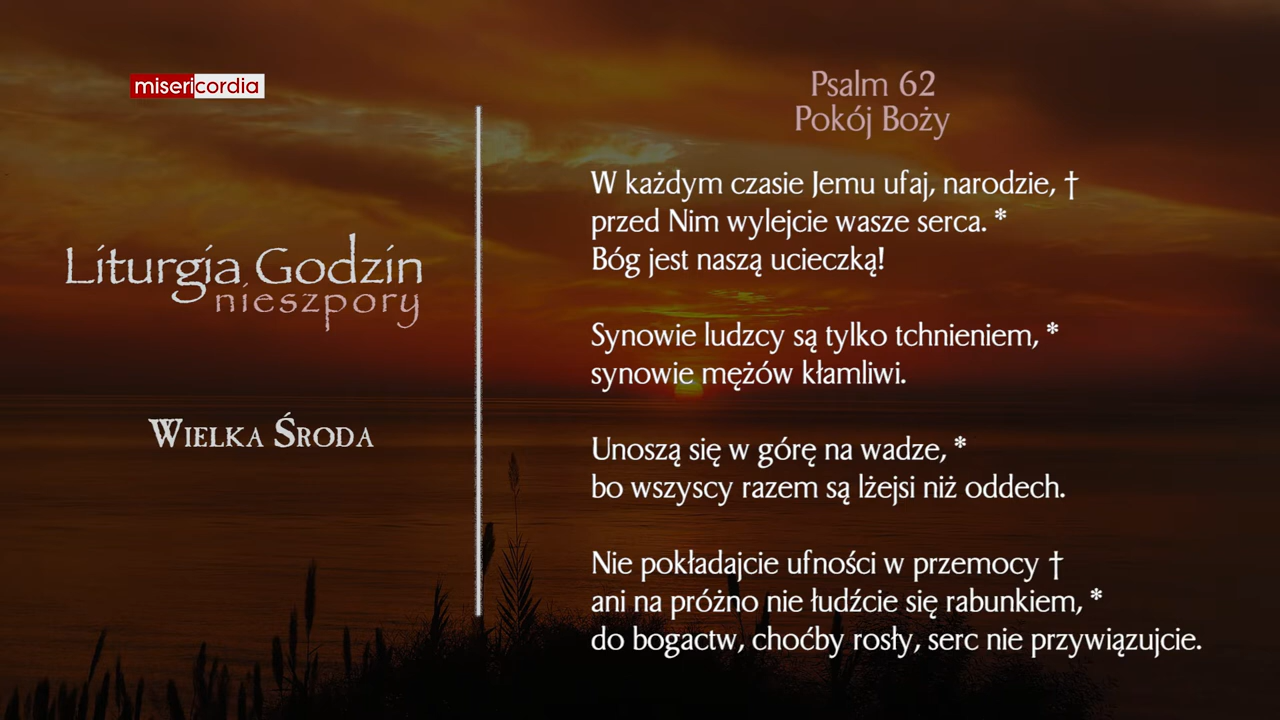 misericordia
Liturgia Godzin
nieszpory
Wielka Środa
Psalm 62
Pokój Boży
W każdym czasie Jemu ufaj, narodzie, †
przed Nim wylejcie wasze serca. *
Bóg jest naszą ucieczką!
Synowie ludzcy są tylko tchnieniem, *
synowie mężów kłamliwi.
Unoszą się w górę na wadze, *
bo wszyscy razem są lżejsi niż oddech.
Nie pokładajcie ufności w przemocy †
ani na próżno nie łudźcie się rabunkiem, *
do bogactw, choćby rosły, serc nie przywiązujcie.